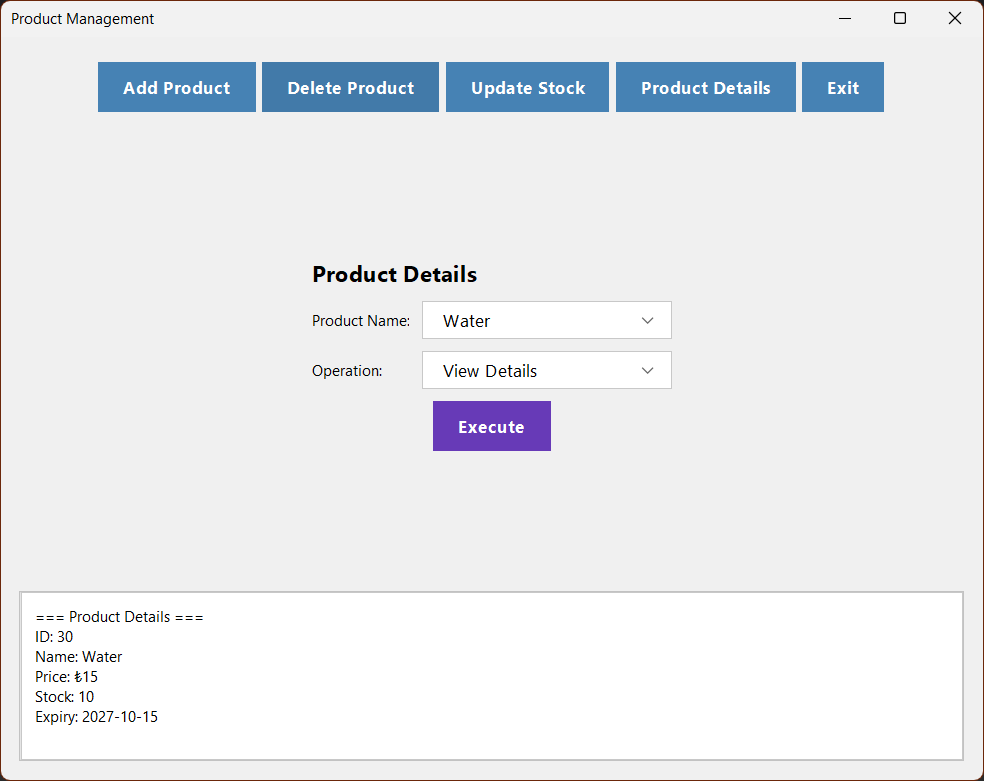 Product Management
Add Product Delete Product Update Stock Product Details Exit
Product Details
Product Name: Water
Operation: View Details
Execute
=== Product Details ===
ID: 30
Name: Water
Price: ₺15
Stock: 10
Expiry: 2027-10-15